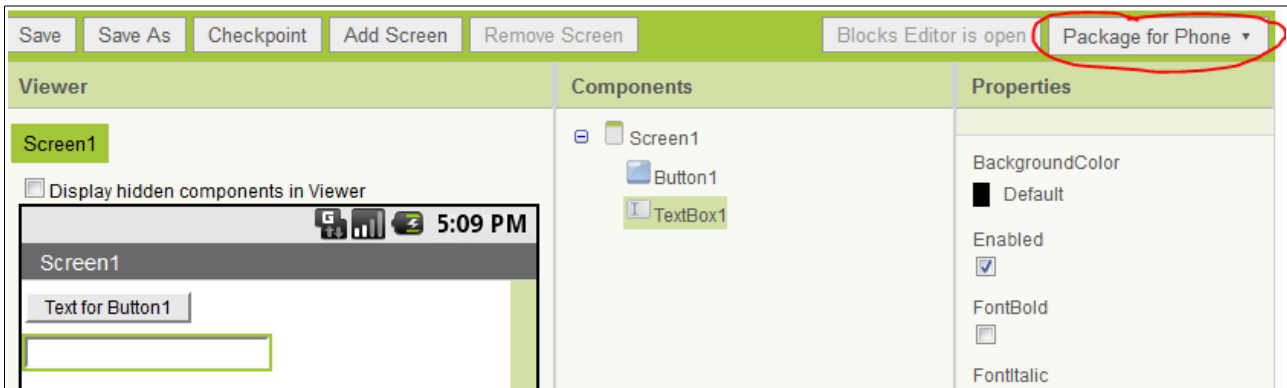 Save Save As Checkpoint Add Screen Remove Screen Blocks Editor is open Package for Phone
Viewer Components Properties
Screen1
Display hidden components in Viewer
5:09 PM
Screen1
Text for Button1
Screen1
Button1
TextBox1
BackgroundColor
Default
Enabled
FontBold
FontItalic